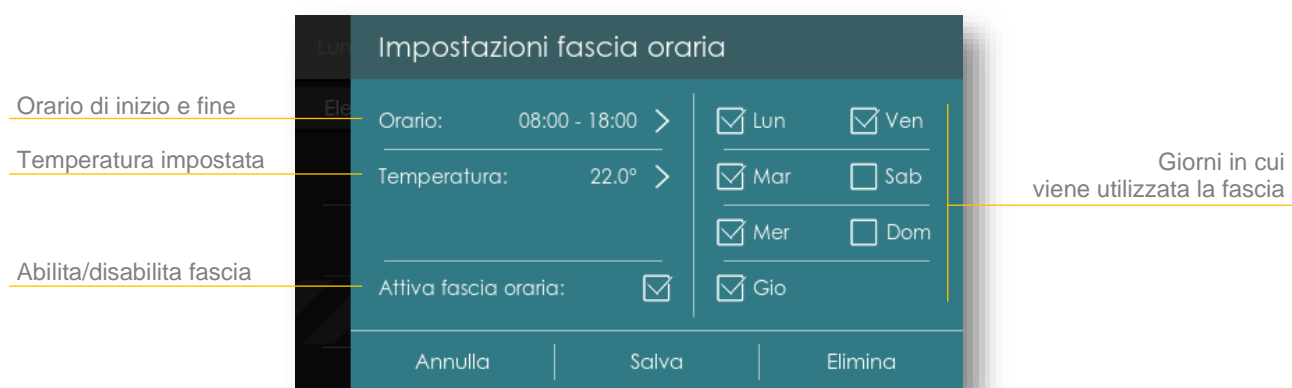 Lun
Impostazioni fascia oraria
Orario di inizio e fine
Ele
Orario: 08:00 - 18:00
Lun
Ven
Temperatura impostata
Temperatura: 22.0°
Mar
Sab
Giorni in cui
viene utilizzata la fascia
Mer
Dom
Abilita/disabilita fascia
Attiva fascia oraria:
Gio
Annulla
Salva
Elimina